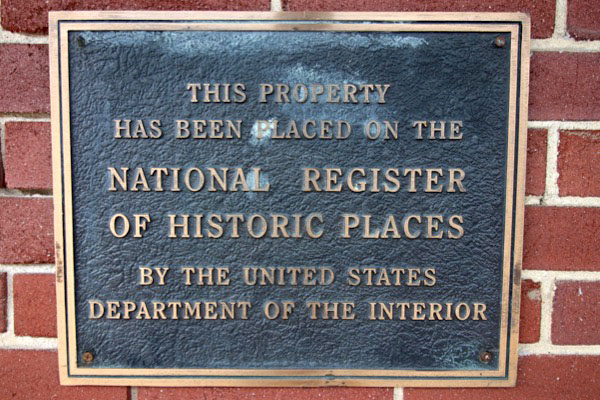 THIS PROPERTY
HAS BEEN PLACED ON THE
NATIONAL REGISTER
OF HISTORIC PLACES
BY THE UNITED STATES
DEPARTMENT OF THE INTERIOR